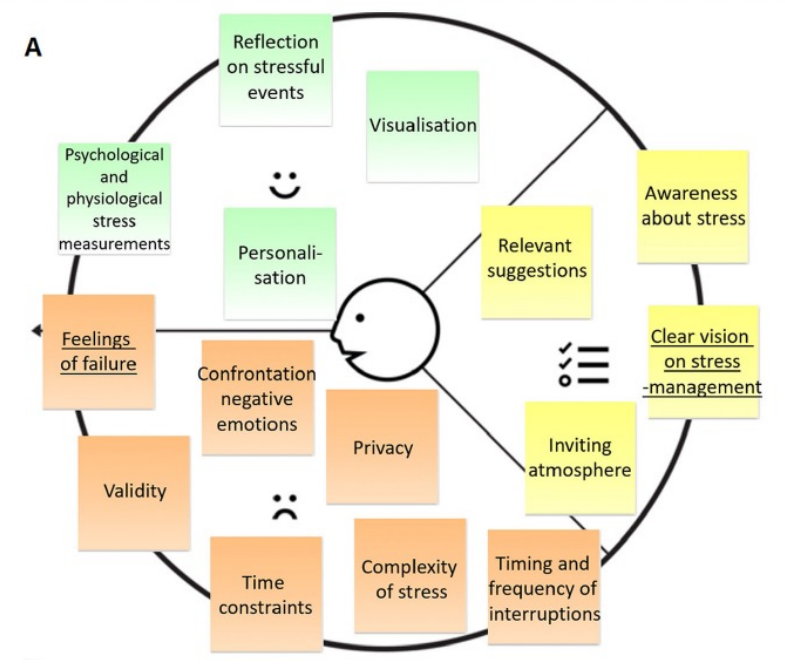 A
Reflection
on stressful
events
Visualisation
Psychological
and
physiological
stress
measurements
Personali-
sation
Awareness
about stress
Relevant
suggestions
Feelings
of failure
Clear vision
on stress
-management
Confrontation
negative
emotions
Privacy
Inviting
atmosphere
Validity
Time
constraints
Complexity
of stress
Timing and
frequency of
interruptions